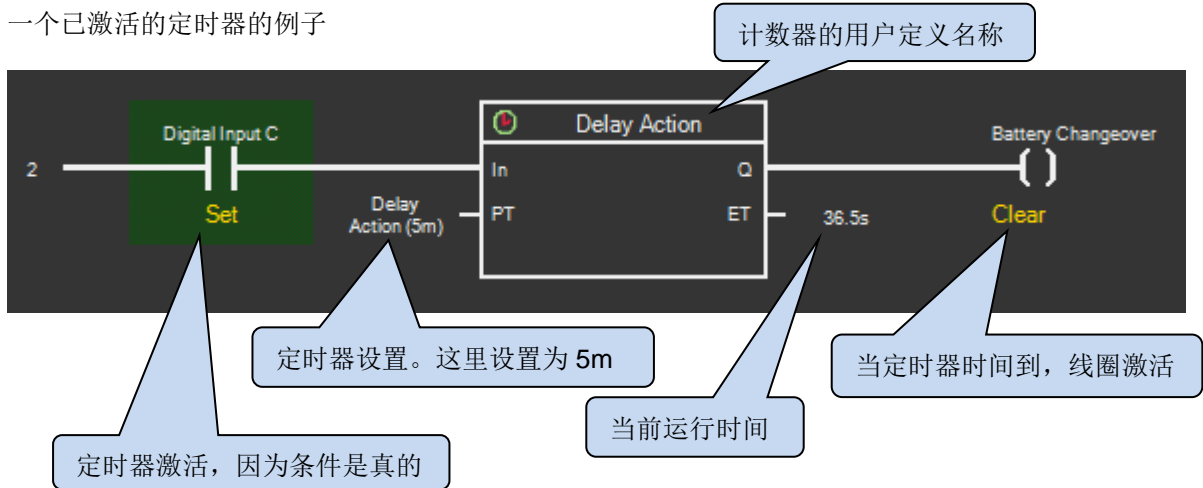 一个已激活的定时器的例子
计数器的用户定义名称
Digital Input C
Delay Action
Battery Changeover
2
In
Q
Set
Delay
Action (5m)
PT
ET
36.5s
Clear
定时器设置。这里设置为 5m
当定时器时间到，线圈激活
当前运行时间
定时器激活，因为条件是真的